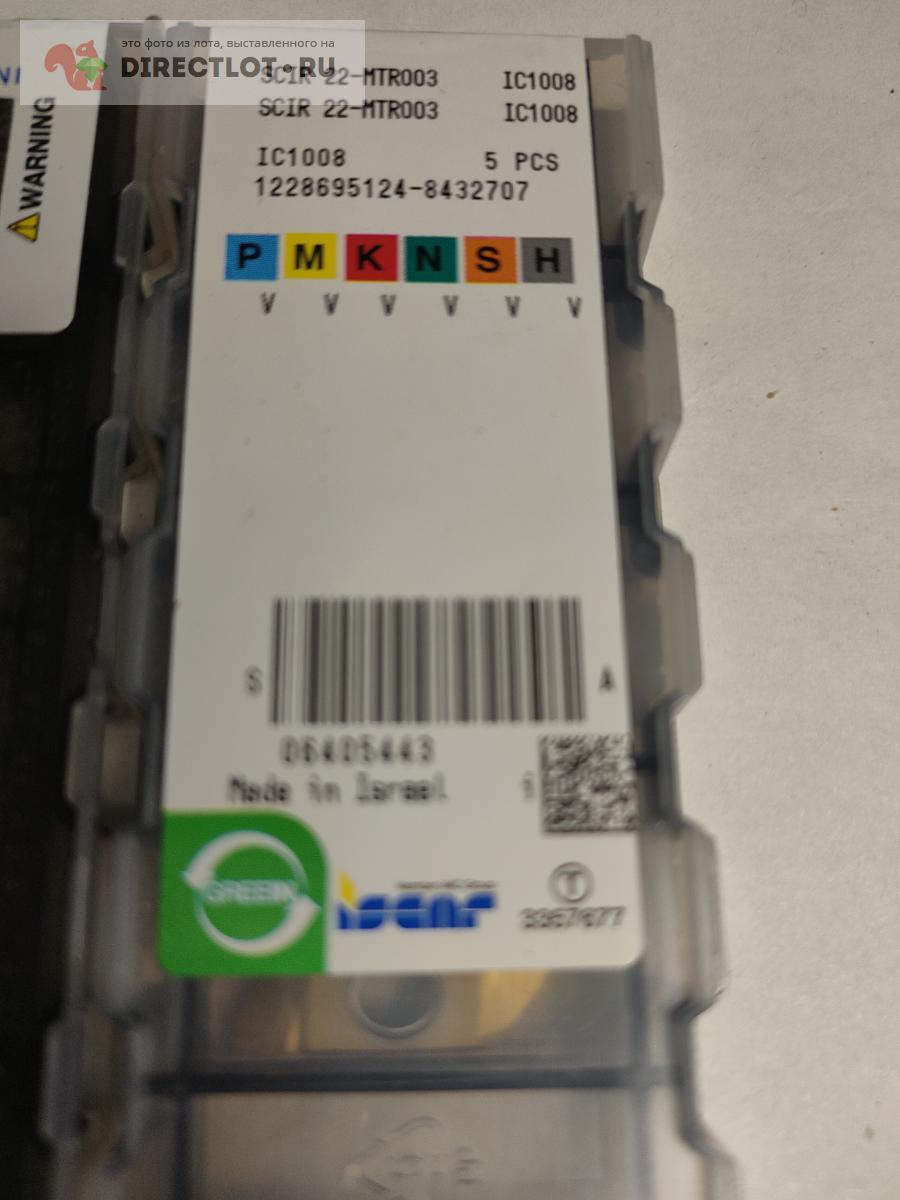 это фото из лота, выставленного на
DIRECTLOT.RU
WARNING
SCIR 22-MTR003 IC1008
SCIR 22-MTR003 IC1008
IC1008 5 PCS
1228695124-8432707
P M K N S H
V V V V V V
S A
06405443
Made in Israel i
GREEN
ISCAR
T
3357677